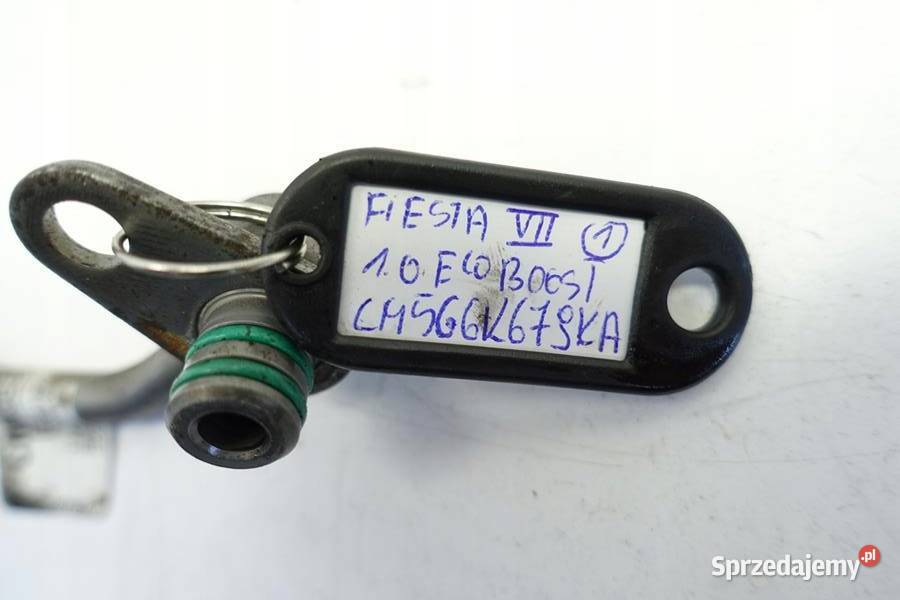 FIESTA VII 1
1.0 EcoBOOST
CM5G6K679KA
Sprzedajemy.pl